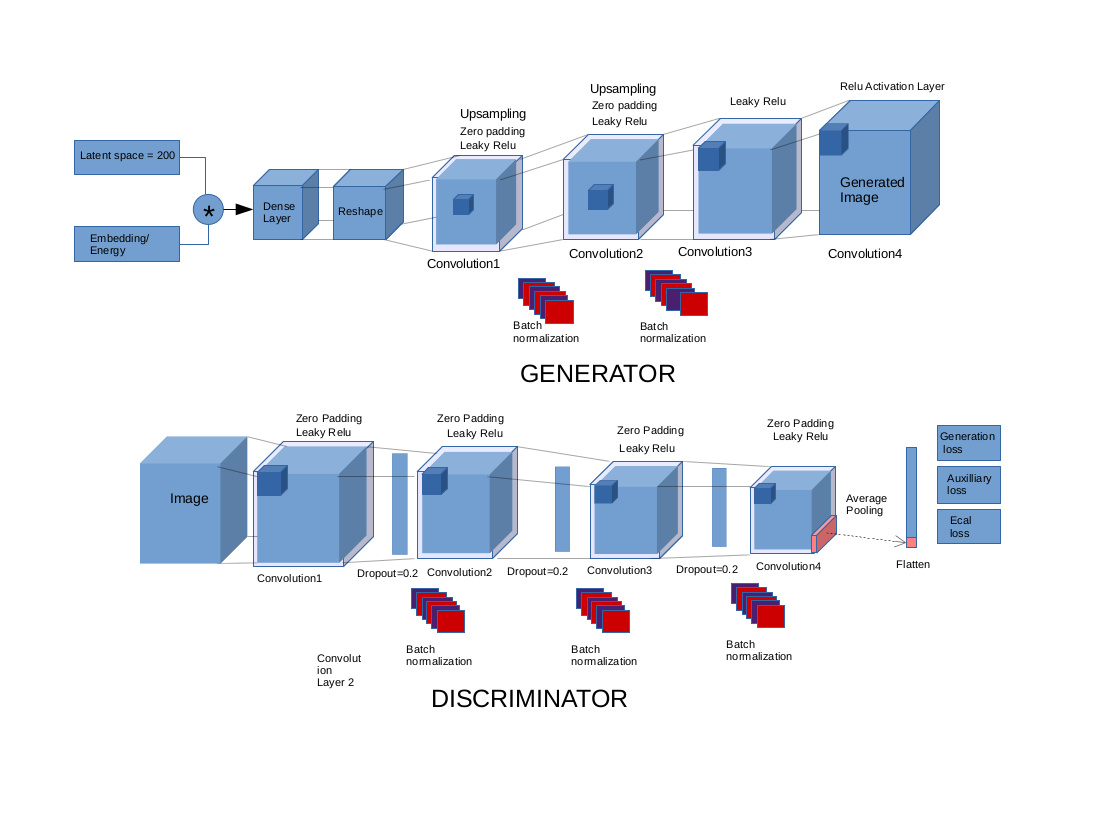 Relu Activation Layer
Upsampling
Zero padding
Leaky Relu
Leaky Relu
Upsampling
Zero padding
Leaky Relu
Latent space = 200
*
Embedding/
Energy
Dense
Layer
Reshape
Generated
Image
Convolution1
Convolution2
Convolution3
Convolution4
Batch
normalization
Batch
normalization
GENERATOR
Zero Padding
Leaky Relu
Zero Padding
Leaky Relu
Zero Padding
Leaky Relu
Zero Padding
Leaky Relu
Image
Average
Pooling
Generation
loss
Auxilliary
loss
Ecal
loss
Flatten
Convolution1
Dropout=0.2
Convolution2
Dropout=0.2
Convolution3
Dropout=0.2
Convolution4
Batch
normalization
Batch
normalization
Batch
normalization
Convolut
ion
Layer 2
DISCRIMINATOR